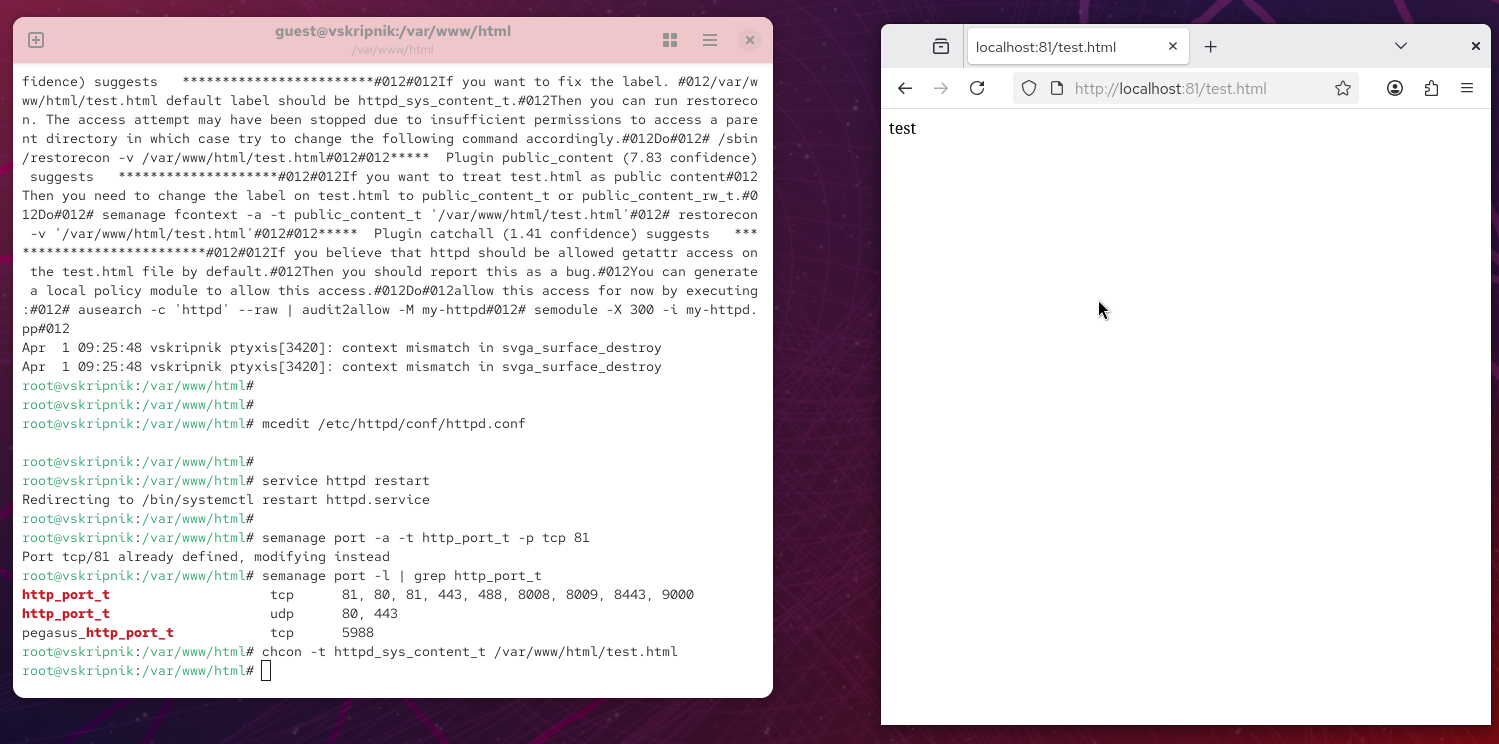 guest@vskripnik:/var/www/html
/var/www/html
fidence) suggests   ************************#012#012If you want to fix the label. #012/var/w
ww/html/test.html default label should be httpd_sys_content_t.#012Then you can run restoreco
n. The access attempt may have been stopped due to insufficient permissions to access a pare
nt directory in which case try to change the following command accordingly.#012Do#012# /sbin
/restorecon -v /var/www/html/test.html#012#012*****  Plugin public_content (7.83 confidence)
 suggests   ********************#012#012If you want to treat test.html as public content#012
Then you need to change the label on test.html to public_content_t or public_content_rw_t.#0
12Do#012# semanage fcontext -a -t public_content_t '/var/www/html/test.html'#012# restorecon
 -v '/var/www/html/test.html'#012#012*****  Plugin catchall (1.41 confidence) suggests   ***
***********************#012#012If you believe that httpd should be allowed getattr access on
 the test.html file by default.#012Then you should report this as a bug.#012You can generate
 a local policy module to allow this access.#012Do#012allow this access for now by executing
:#012# ausearch -c 'httpd' --raw | audit2allow -M my-httpd#012# semodule -X 300 -i my-httpd.
pp#012
Apr  1 09:25:48 vskripnik ptyxis[3420]: context mismatch in svga_surface_destroy
Apr  1 09:25:48 vskripnik ptyxis[3420]: context mismatch in svga_surface_destroy
root@vskripnik:/var/www/html#
root@vskripnik:/var/www/html#
root@vskripnik:/var/www/html# mcedit /etc/httpd/conf/httpd.conf
root@vskripnik:/var/www/html#
root@vskripnik:/var/www/html# service httpd restart
Redirecting to /bin/systemctl restart httpd.service
root@vskripnik:/var/www/html#
root@vskripnik:/var/www/html# semanage port -a -t http_port_t -p tcp 81
Port tcp/81 already defined, modifying instead
root@vskripnik:/var/www/html# semanage port -l | grep http_port_t
http_port_t                    tcp      81, 80, 81, 443, 488, 8008, 8009, 8443, 9000
http_port_t                    udp      80, 443
pegasus_http_port_t            tcp      5988
root@vskripnik:/var/www/html# chcon -t httpd_sys_content_t /var/www/html/test.html
root@vskripnik:/var/www/html#
localhost:81/test.html
http://localhost:81/test.html
test